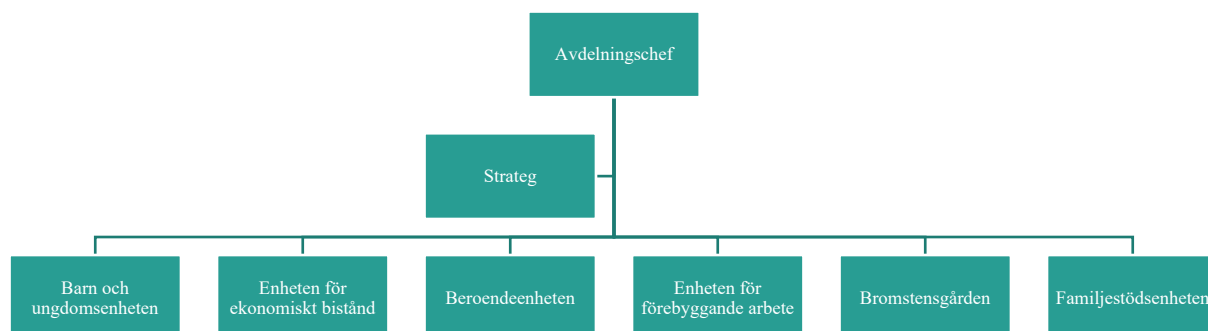 Avdelningschef
Strateg
Barn och
ungdomsenheten
Enheten för
ekonomiskt bistånd
Beroendeenheten
Enheten för
förebyggande arbete
Bromstensgården
Familjestödsenheten